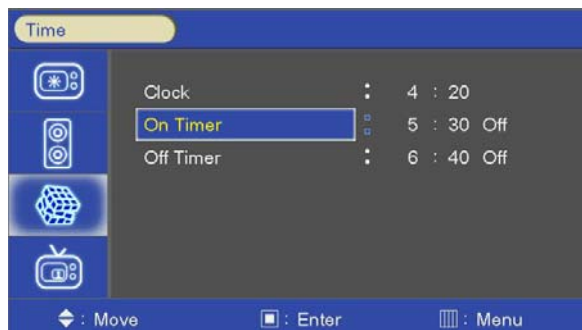 Time
Clock : 4 : 20
On Timer : 5 : 30 Off
Off Timer : 6 : 40 Off
: Move : Enter : Menu